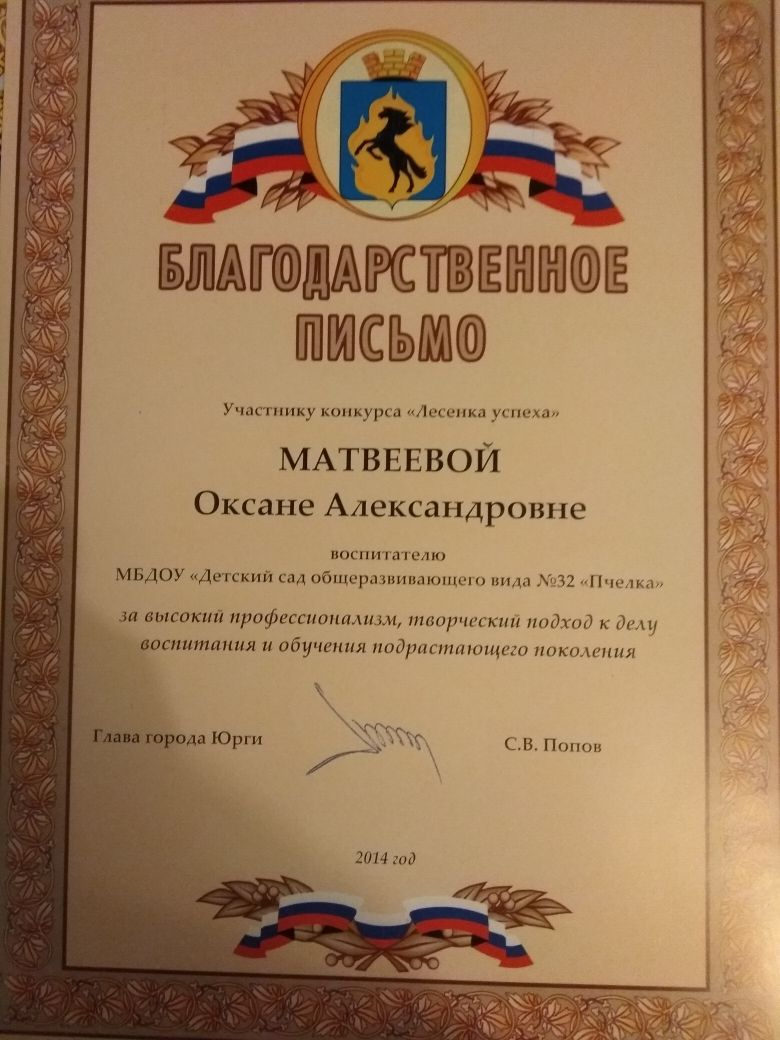 БЛАГОДАРСТВЕННОЕ
ПИСЬМО
Участнику конкурса «Лесенка успеха»
МАТВЕЕВОЙ
Оксане Александровне
воспитателю
МБДОУ «Детский сад общеразвивающего вида №32 «Пчелка»
за высокий профессионализм, творческий подход к делу
воспитания и обучения подрастающего поколения
Глава города Юрги С.В. Попов
2014 год